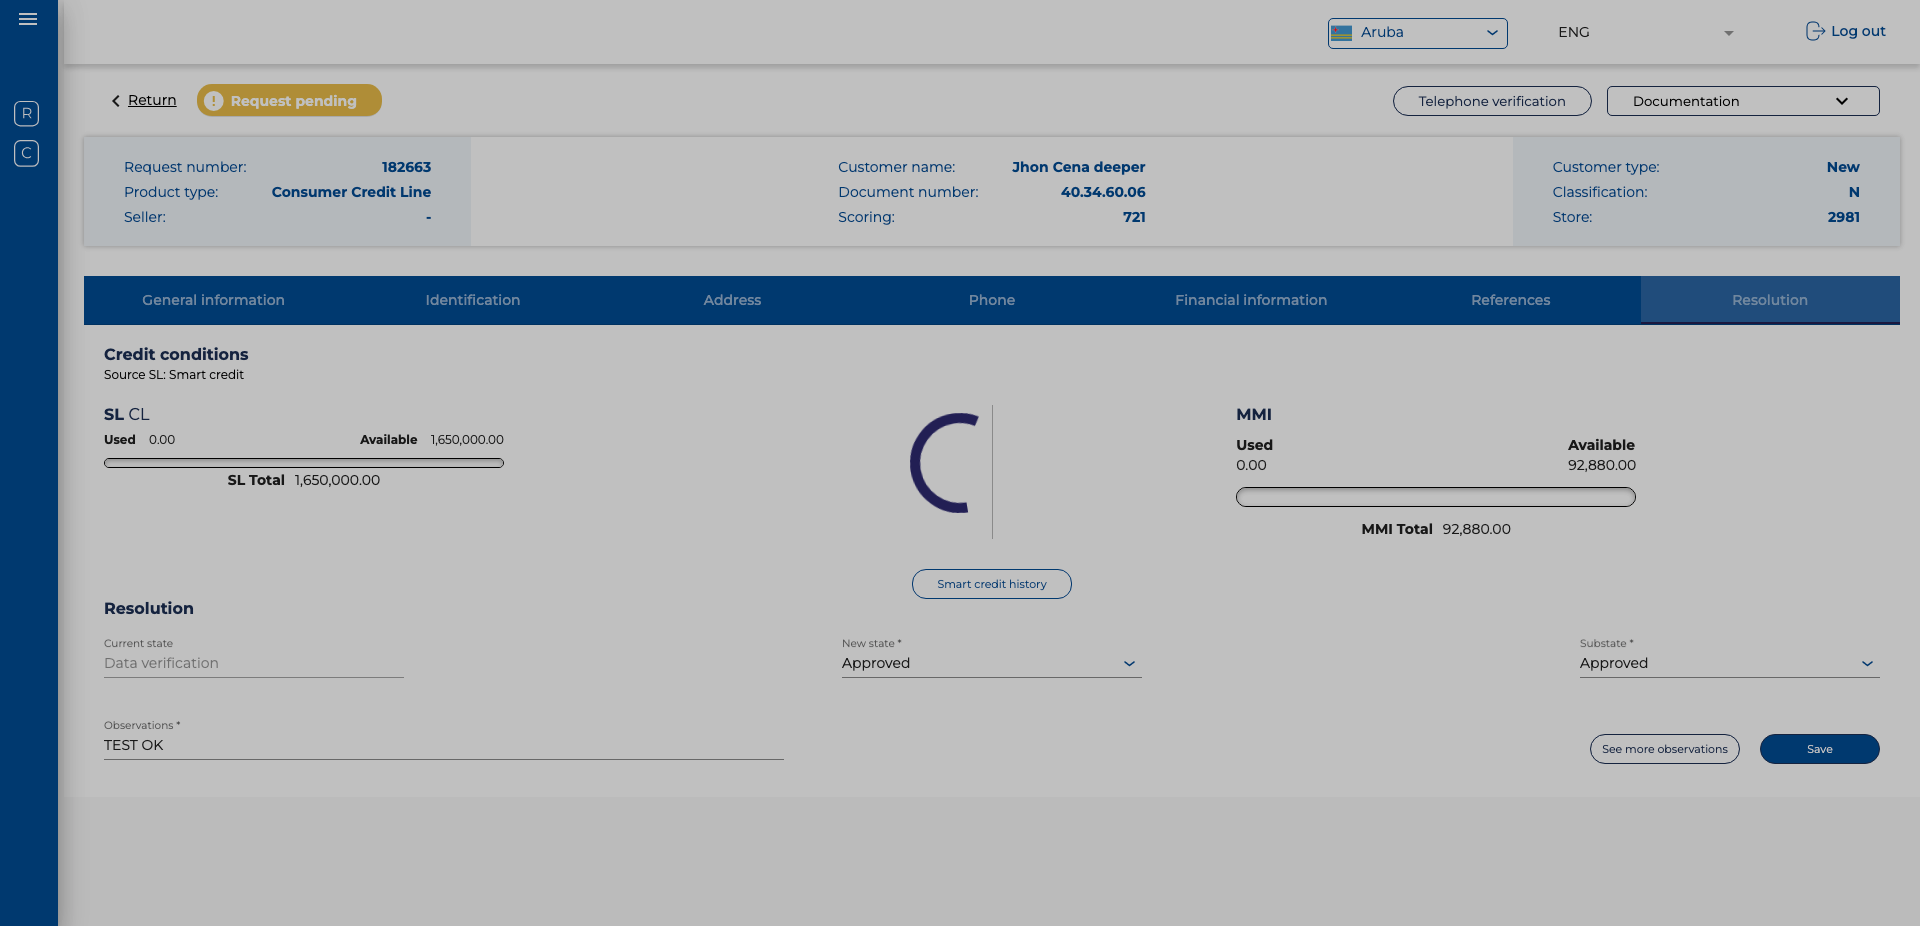 Aruba
ENG
Log out
R
C
Return
Request pending
Telephone verification
Documentation
Request number: 182663
Product type: Consumer Credit Line
Seller: -
Customer name: Jhon Cena deeper
Document number: 40.34.60.06
Scoring: 721
Customer type: New
Classification: N
Store: 2981
General information
Identification
Address
Phone
Financial information
References
Resolution
Credit conditions
Source SL: Smart credit
SL CL
Used 0.00 Available 1,650,000.00
SL Total 1,650,000.00
MMI
Used Available
0.00 92,880.00
MMI Total 92,880.00
Smart credit history
Resolution
Current state
Data verification
New state *
Approved
Substate *
Approved
Observations *
TEST OK
See more observations
Save